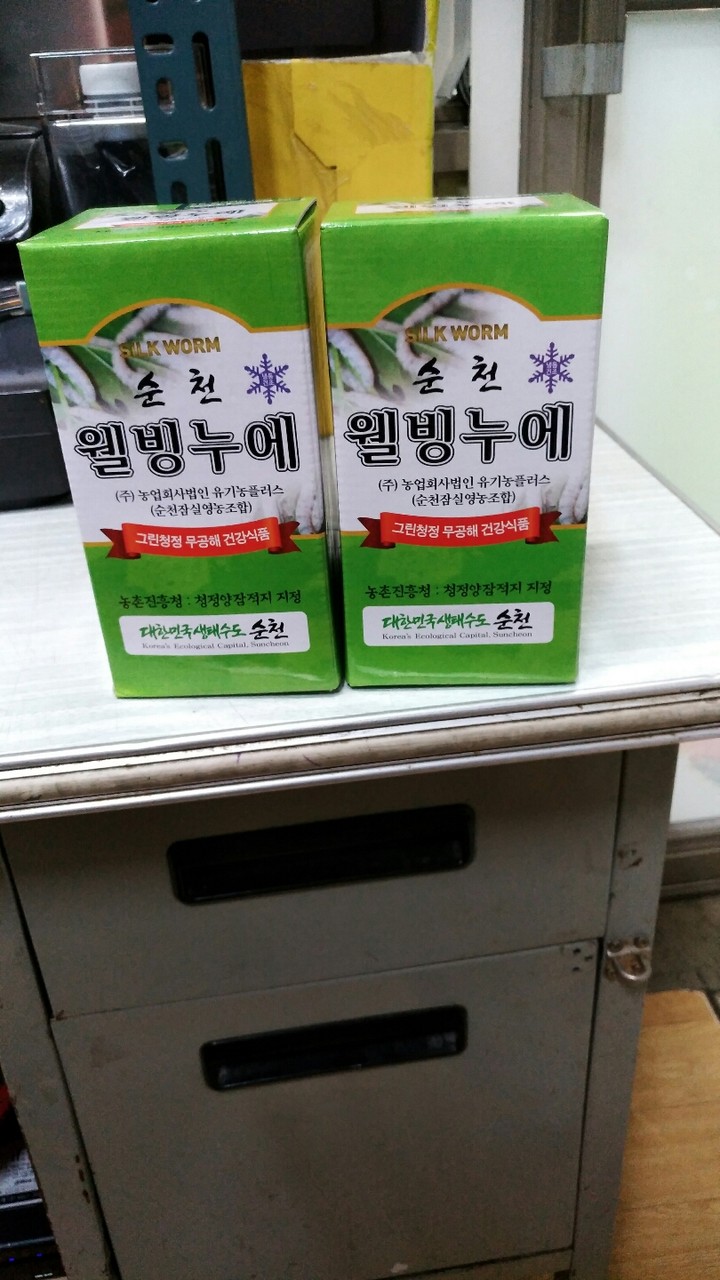 SILK WORM
순천
웰빙누에
(주) 농업회사법인 유기농플러스
(순천잠실영농조합)
그린청정 무공해 건강식품
농촌진흥청 : 청정양잠적지 지정
대한민국생태수도 순천
Korea's Ecological Capital, Suncheon
SILK WORM
순천
웰빙누에
(주) 농업회사법인 유기농플러스
(순천잠실영농조합)
그린청정 무공해 건강식품
농촌진흥청 : 청정양잠적지 지정
대한민국생태수도 순천
Korea's Ecological Capital, Suncheon